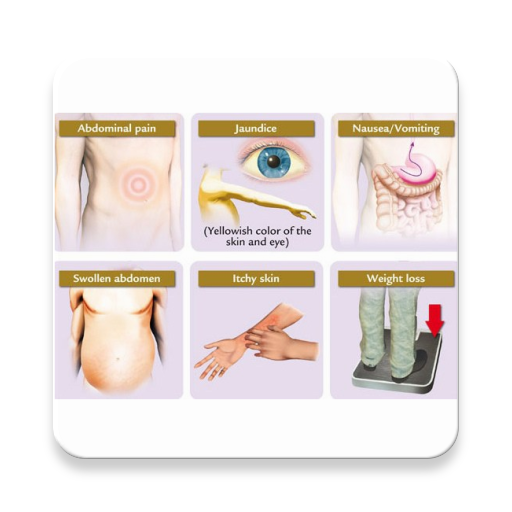 Abdominal pain
Jaundice
Nausea/Vomiting
(Yellowish color of the
skin and eye)
Swollen abdomen
Itchy skin
Weight loss